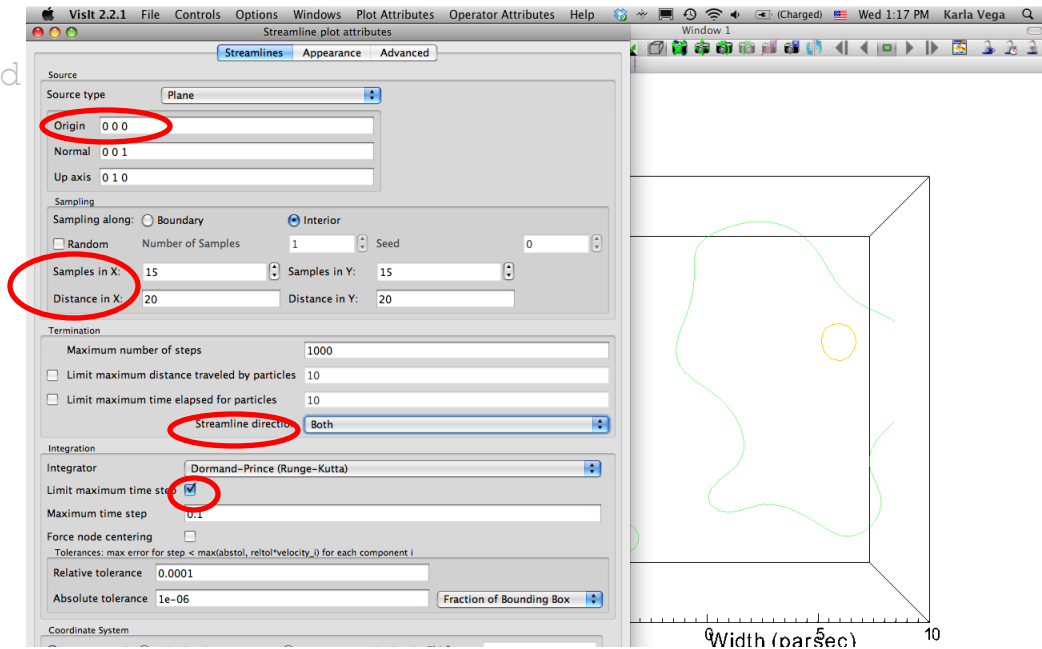 VisIt 2.2.1 File Controls Options Windows Plot Attributes Operator Attributes Help (Charged) Wed 1:17 PM Karla Vega
Streamline plot attributes
Window 1
Streamlines Appearance Advanced
d
Source
Source type Plane
Origin 0 0 0
Normal 0 0 1
Up axis 0 1 0
Sampling
Sampling along: Boundary Interior
Random Number of Samples 1 Seed 0
Samples in X: 15 Samples in Y: 15
Distance in X: 20 Distance in Y: 20
Termination
Maximum number of steps 1000
Limit maximum distance traveled by particles 10
Limit maximum time elapsed for particles 10
Streamline direction Both
Integration
Integrator Dormand-Prince (Runge-Kutta)
Limit maximum time step
Maximum time step 0.1
Force node centering
Tolerances: max error for step < max(abstol, reltol*velocity_i) for each component i
Relative tolerance 0.0001
Absolute tolerance 1e-06 Fraction of Bounding Box
Coordinate System
0 5 10
Width (parsec)